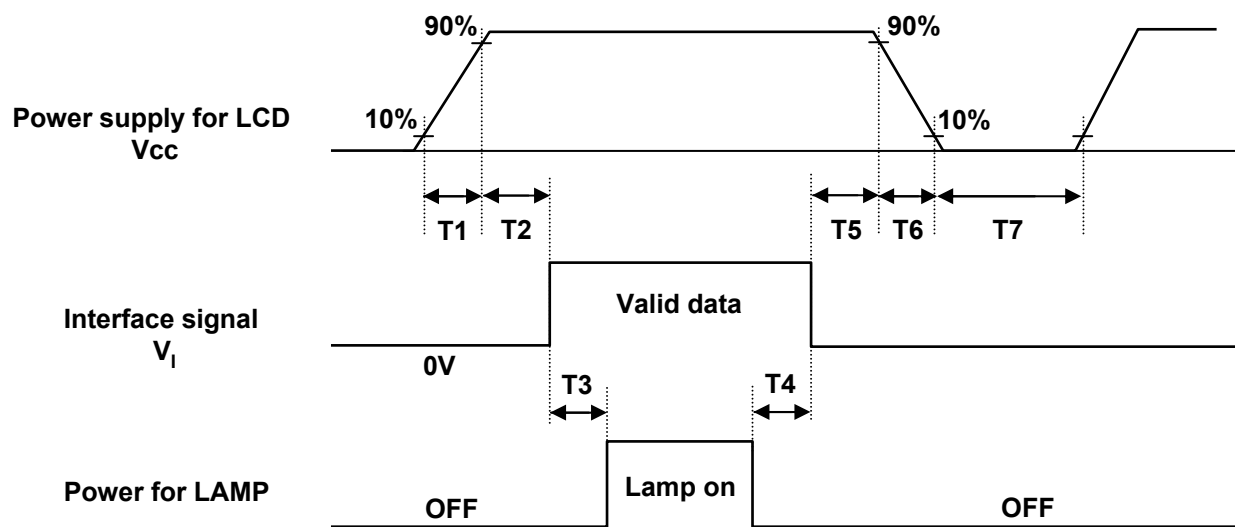 90%
90%
Power supply for LCD
Vcc
10%
10%
T1
T2
T5
T6
T7
Interface signal
VI
Valid data
0V
T3
T4
Power for LAMP
OFF
Lamp on
OFF